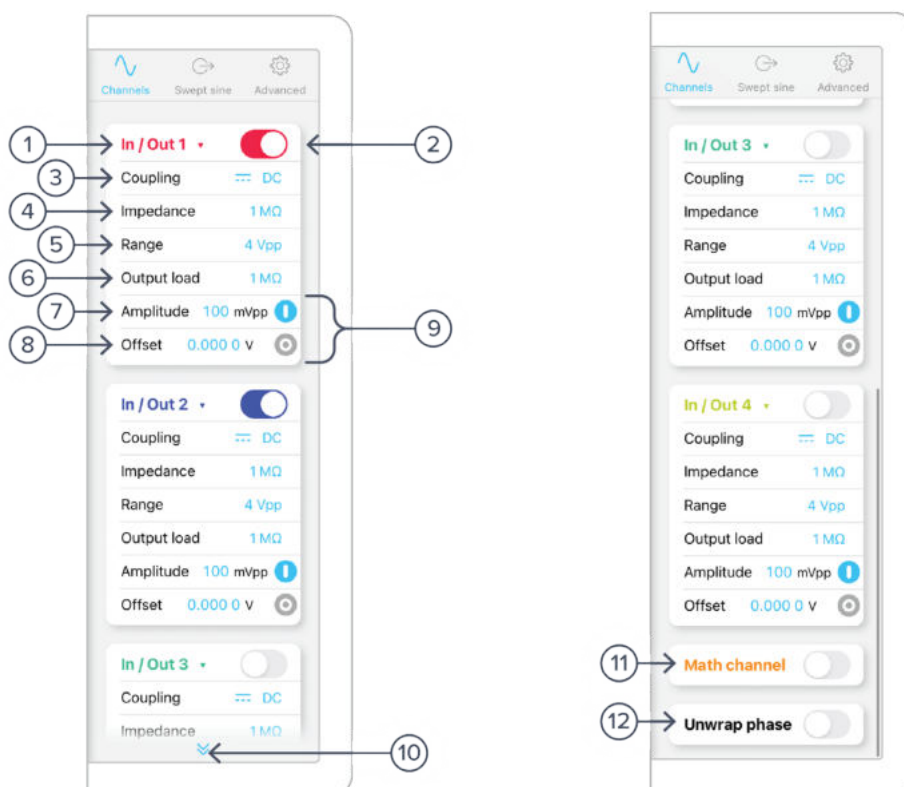 Channels Swept sine Advanced
1 In / Out 1 2
3 Coupling DC
4 Impedance 1 MΩ
5 Range 4 Vpp
6 Output load 1 MΩ
7 Amplitude 100 mVpp
8 Offset 0.000 0 V
9
In / Out 2
Coupling DC
Impedance 1 MΩ
Range 4 Vpp
Output load 1 MΩ
Amplitude 100 mVpp
Offset 0.000 0 V
In / Out 3
Coupling DC
Impedance 1 MΩ
10
Channels Swept sine Advanced
In / Out 3
Coupling DC
Impedance 1 MΩ
Range 4 Vpp
Output load 1 MΩ
Amplitude 100 mVpp
Offset 0.000 0 V
In / Out 4
Coupling DC
Impedance 1 MΩ
Range 4 Vpp
Output load 1 MΩ
Amplitude 100 mVpp
Offset 0.000 0 V
11 Math channel
12 Unwrap phase